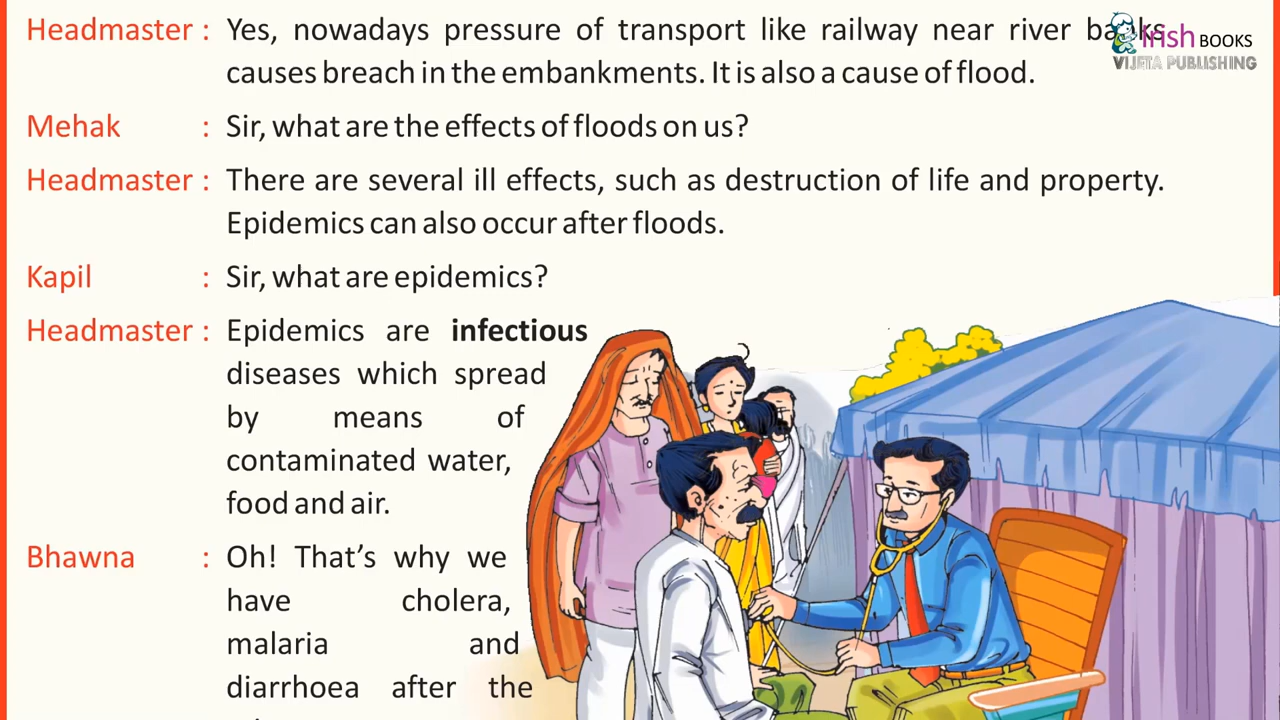 Headmaster : Yes, nowadays pressure of transport like railway near river banks
causes breach in the embankments. It is also a cause of flood.
Mehak : Sir, what are the effects of floods on us?
Headmaster : There are several ill effects, such as destruction of life and property.
Epidemics can also occur after floods.
Kapil : Sir, what are epidemics?
Headmaster : Epidemics are infectious
diseases which spread
by means of
contaminated water,
food and air.
Bhawna : Oh! That's why we
have cholera,
malaria and
diarrhoea after the
Irish BOOKS
VIJETA PUBLISHING